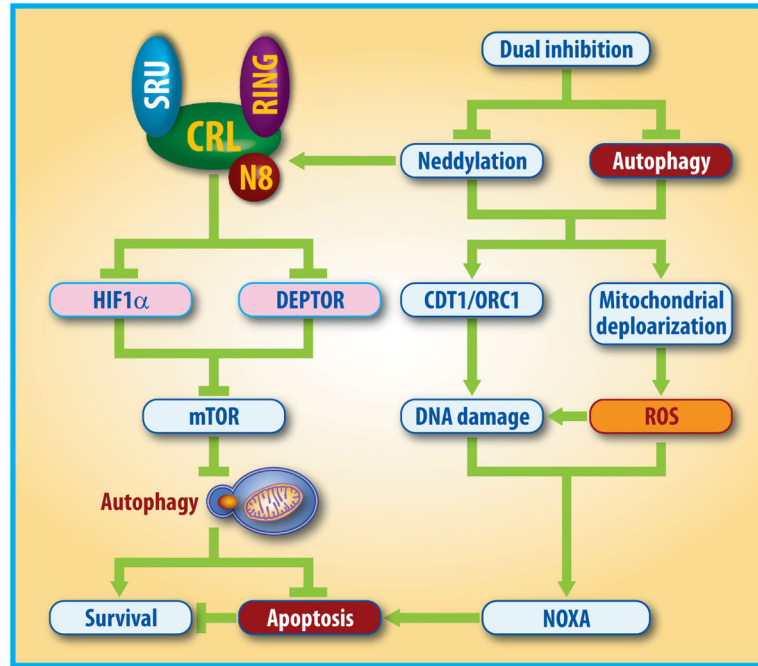 SRU
RING
CRL
N8
Dual inhibition
Neddylation
Autophagy
HIF1α
DEPTOR
CDT1/ORC1
Mitochondrial
deploarization
mTOR
DNA damage
ROS
Autophagy
Survival
Apoptosis
NOXA